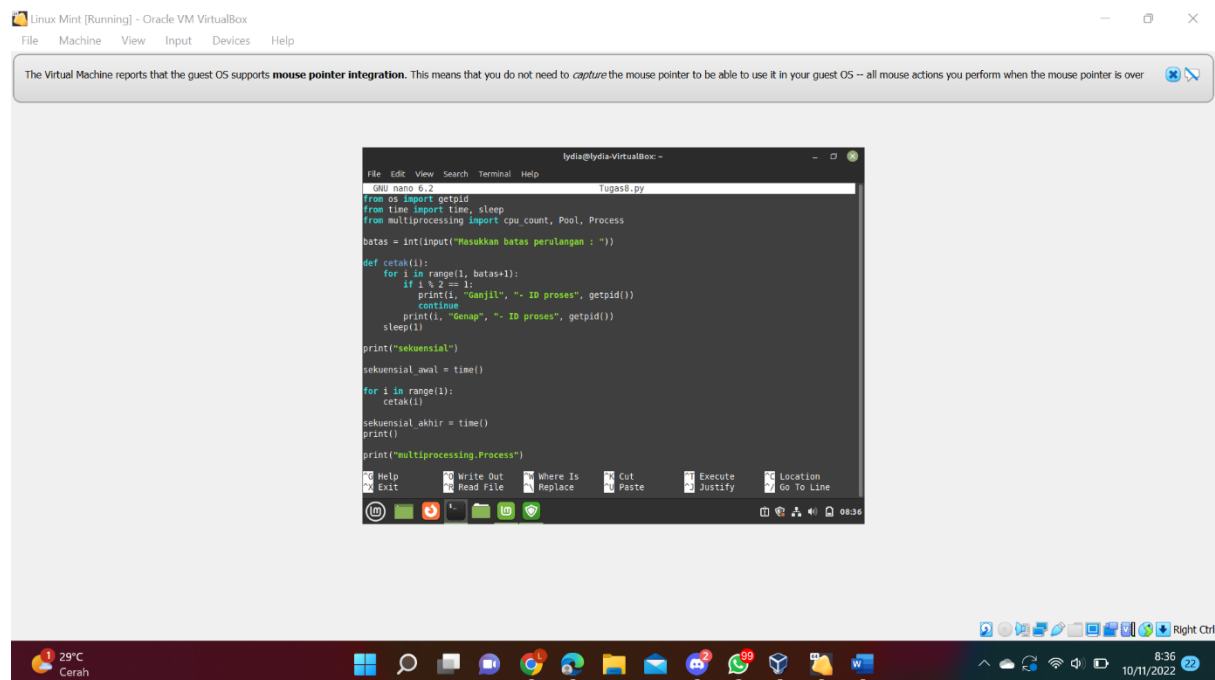 Linux Mint [Running] - Oracle VM VirtualBox
File Machine View Input Devices Help
The Virtual Machine reports that the guest OS supports mouse pointer integration. This means that you do not need to capture the mouse pointer to be able to use it in your guest OS -- all mouse actions you perform when the mouse pointer is over
lydia@lydia-VirtualBox: ~
File Edit View Search Terminal Help
GNU nano 6.2 Tugas8.py
from os import getpid
from time import time, sleep
from multiprocessing import cpu_count, Pool, Process
batas = int(input("Masukkan batas perulangan : "))
def cetak(i):
    for i in range(1, batas+1):
        if i % 2 == 1:
           print(i, "Ganjil", "- ID proses", getpid())
           continue
        print(i, "Genap", "- ID proses", getpid())
    sleep(1)
print("sekuensial")
sekuensial_awal = time()
for i in range(1):
    cetak(i)
sekuensial_akhir = time()
print()
print("multiprocessing.Process")
^G Help ^O Write Out ^W Where Is ^K Cut ^T Execute ^C Location
^X Exit ^R Read File ^\ Replace ^U Paste ^J Justify ^/ Go To Line
08:36
Right Ctrl
1 29°C
Cerah
2
99
8:36
10/11/2022
22